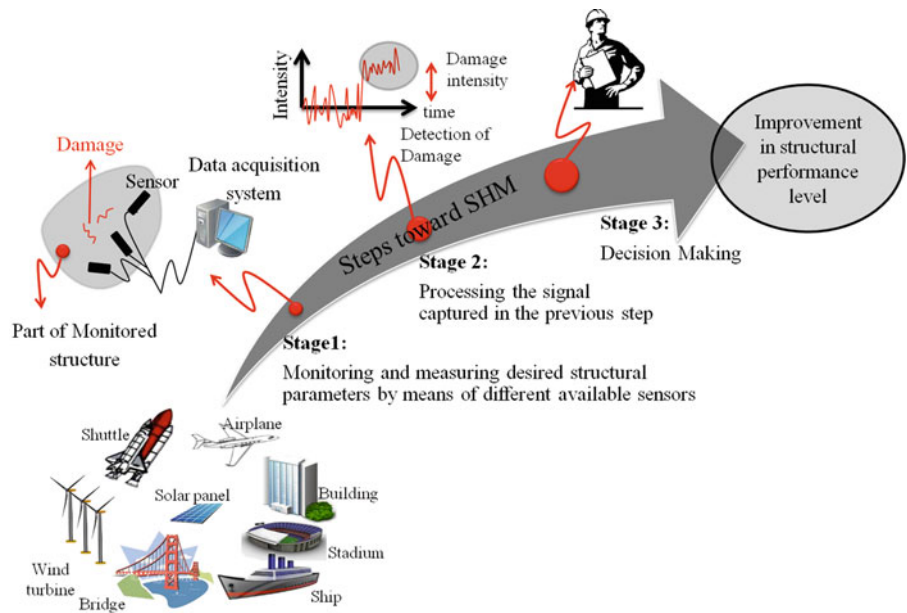 Intensity
time
Damage
intensity
Detection of
Damage
Improvement
in structural
performance
level
Damage
Sensor
Data acquisition
system
Part of Monitored
structure
Steps toward SHM
Stage 3:
Decision Making
Stage 2:
Processing the signal
captured in the previous step
Stage1:
Monitoring and measuring desired structural
parameters by means of different available sensors
Shuttle
Airplane
Solar panel
Building
Wind
turbine
Bridge
Stadium
Ship